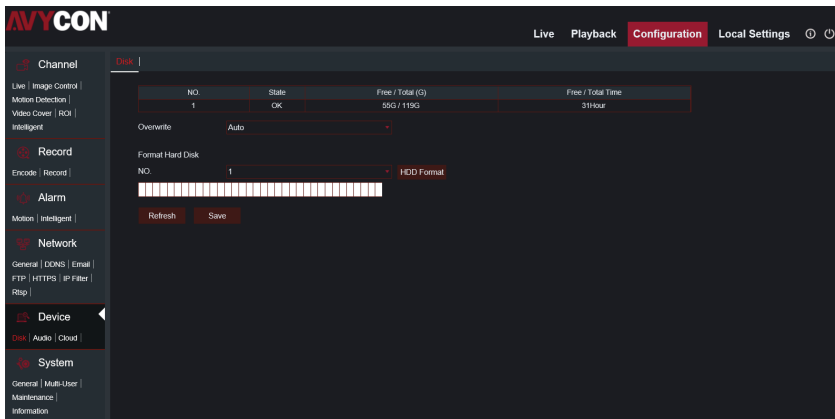 AVYCON
Live Playback Configuration Local Settings
Channel
Live | Image Control |
Motion Detection |
Video Cover | ROI |
Intelligent
Record
Encode | Record |
Alarm
Motion | Intelligent |
Network
General | DDNS | Email |
FTP | HTTPS | IP Filter |
Rtsp |
Device
Disk | Audio | Cloud |
System
General | Multi-User |
Maintenance |
Information
Disk |
NO. State Free / Total (G) Free / Total Time
1 OK 55G / 119G 31Hour
Overwrite Auto
Format Hard Disk
NO. 1 HDD Format
Refresh Save